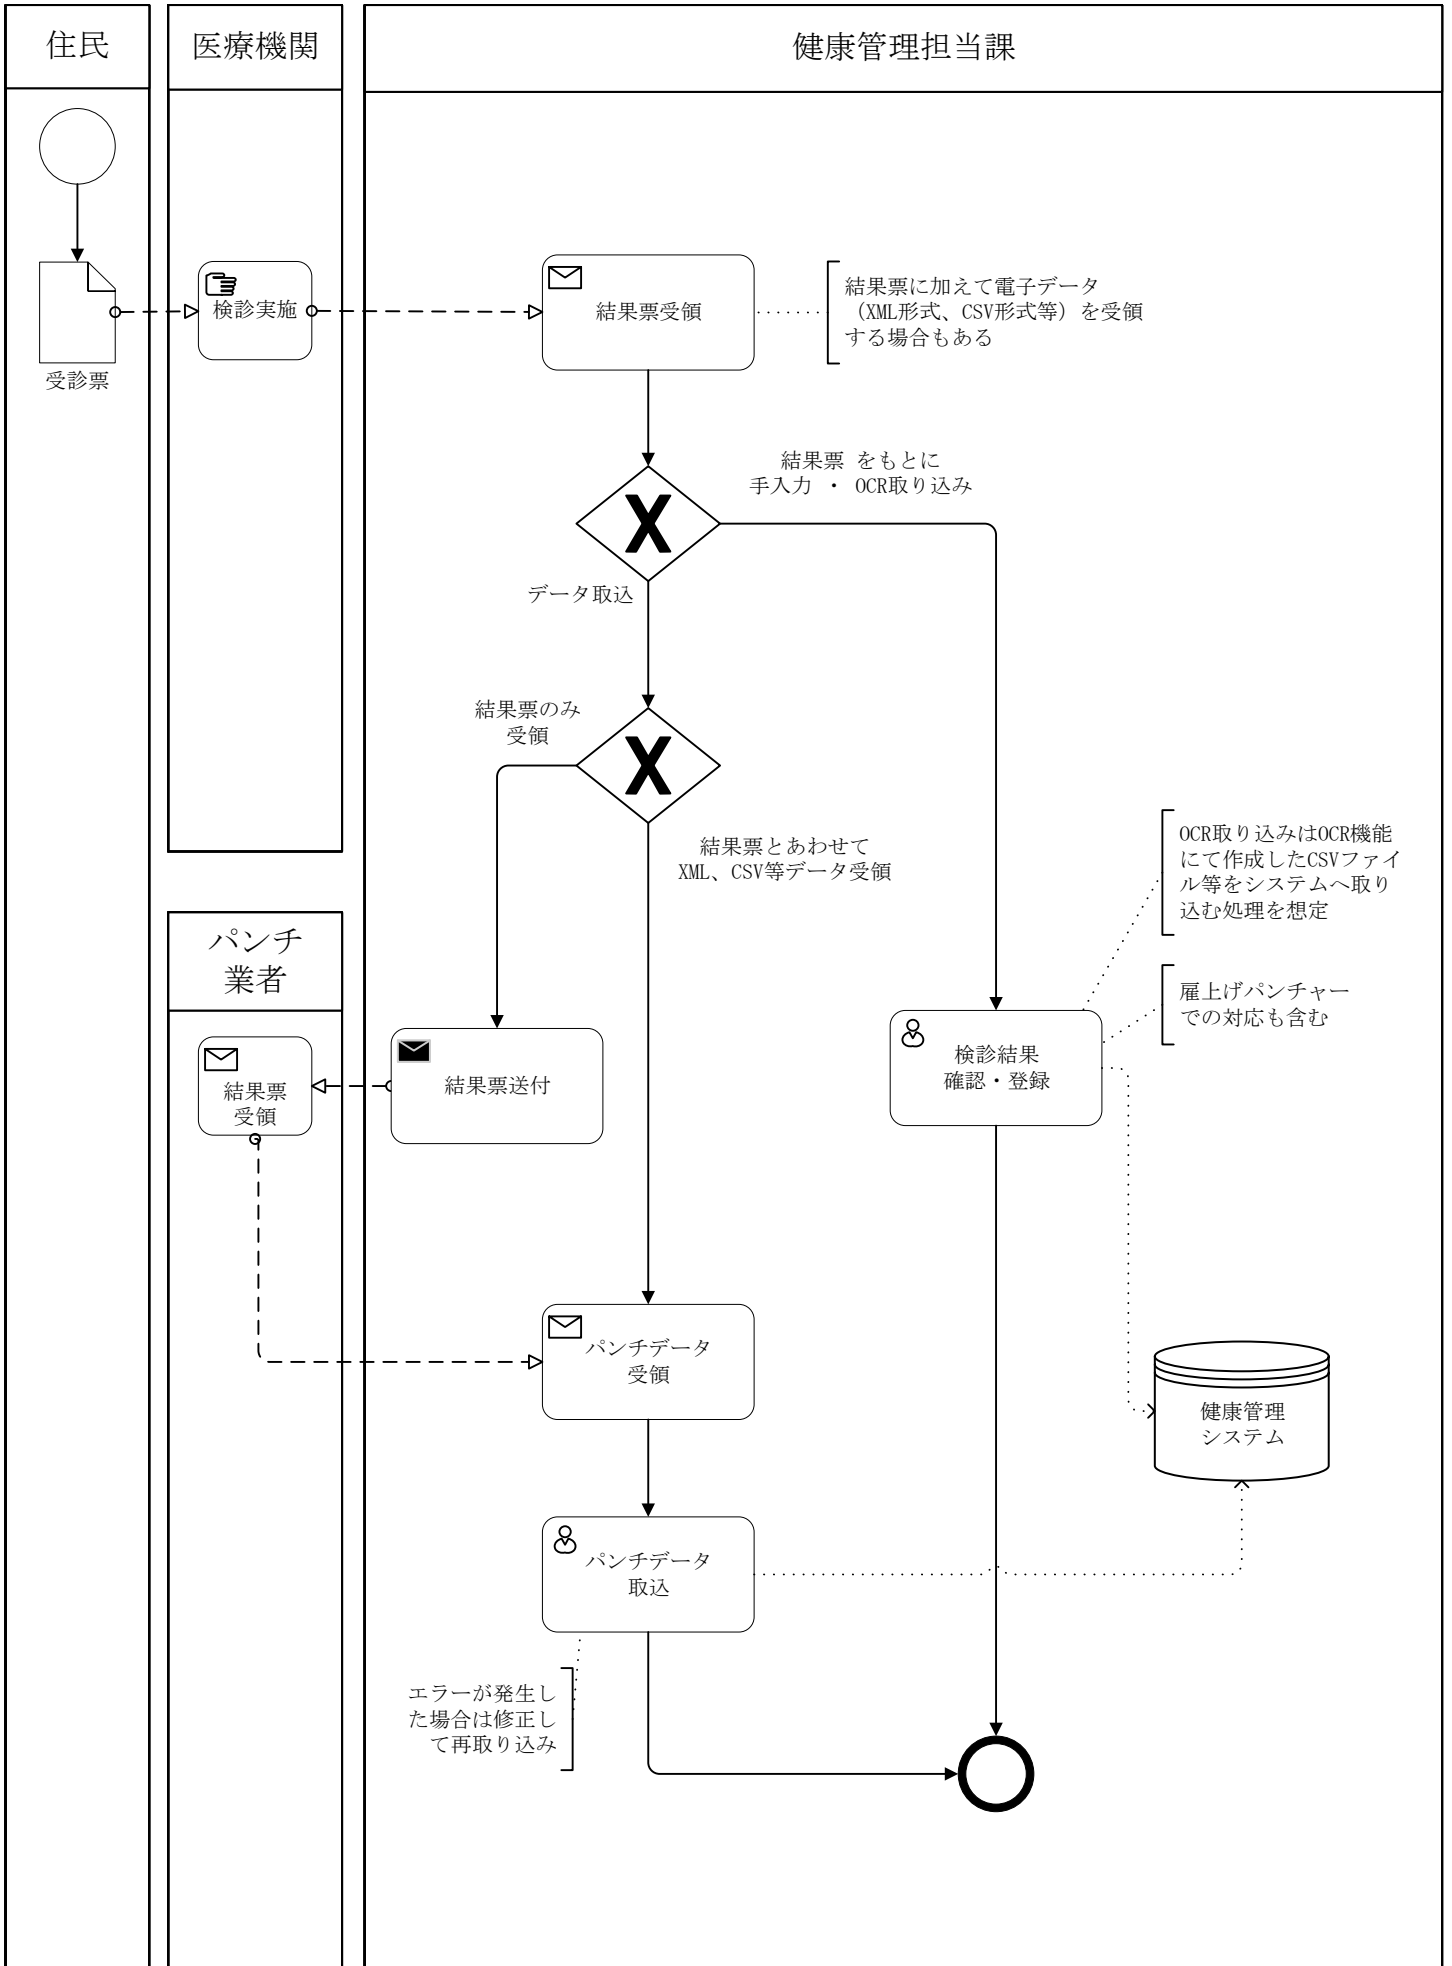 住民
医療機関
健康管理担当課
受診票
検診実施
結果票受領
結果票に加えて電子データ
（XML形式、CSV形式等）を受領
する場合もある
結果票 をもとに
手入力 ・ OCR取り込み
データ取込
結果票のみ
受領
結果票とあわせて
XML、CSV等データ受領
OCR取り込みはOCR機能
にて作成したCSVファイ
ル等をシステムへ取り
込む処理を想定
雇上げパンチャー
での対応も含む
パンチ
業者
結果票
受領
結果票送付
検診結果
確認・登録
パンチデータ
受領
健康管理
システム
パンチデータ
取込
エラーが発生し
た場合は修正し
て再取り込み